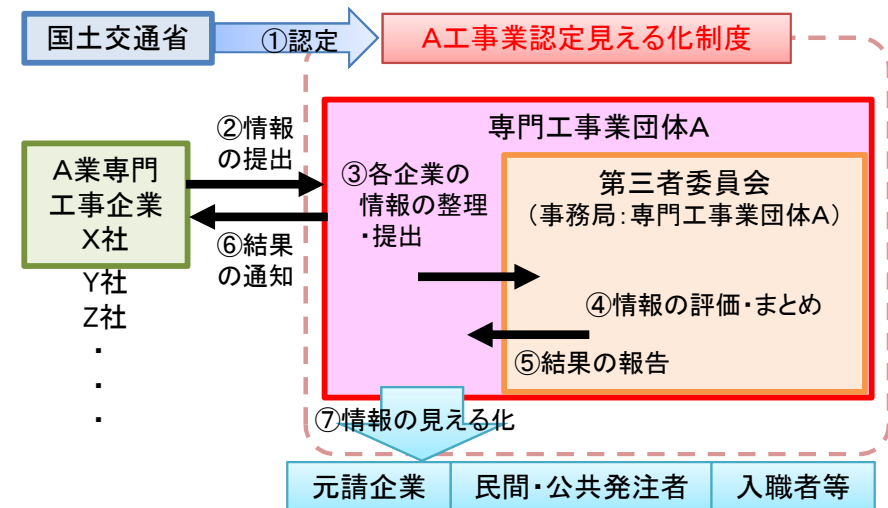 国土交通省
①認定
A工事業認定見える化制度
②情報
の提出
専門工事業団体A
A業専門
工事企業
X社
Y社
Z社
・
・
・
③各企業の
情報の整理
・提出
第三者委員会
（事務局：専門工事業団体A）
⑥結果
の通知
④情報の評価・まとめ
⑤結果の報告
⑦情報の見える化
元請企業
民間・公共発注者
入職者等